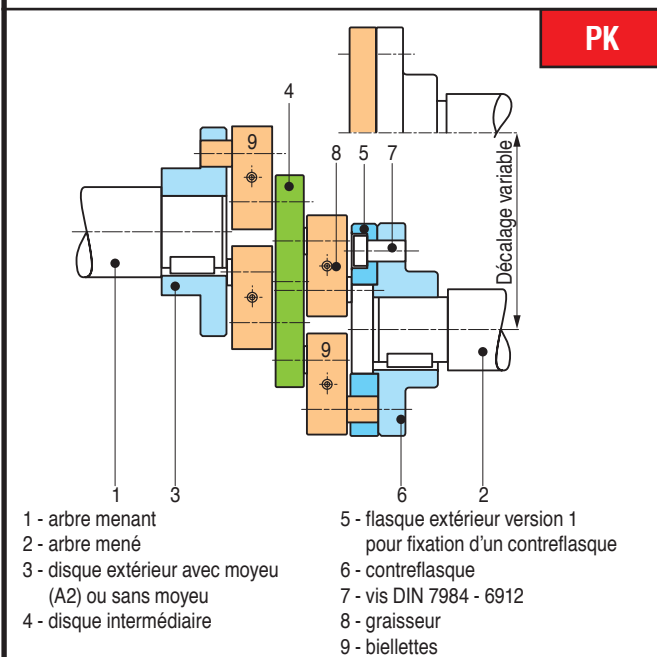 PK
4
9
8 5 7
Décalage variable
9
1 3 6 2
1 - arbre menant
2 - arbre mené
3 - disque extérieur avec moyeu
(A2) ou sans moyeu
4 - disque intermédiaire
5 - flasque extérieur version 1
pour fixation d'un contreflasque
6 - contreflasque
7 - vis DIN 7984 - 6912
8 - graisseur
9 - biellettes